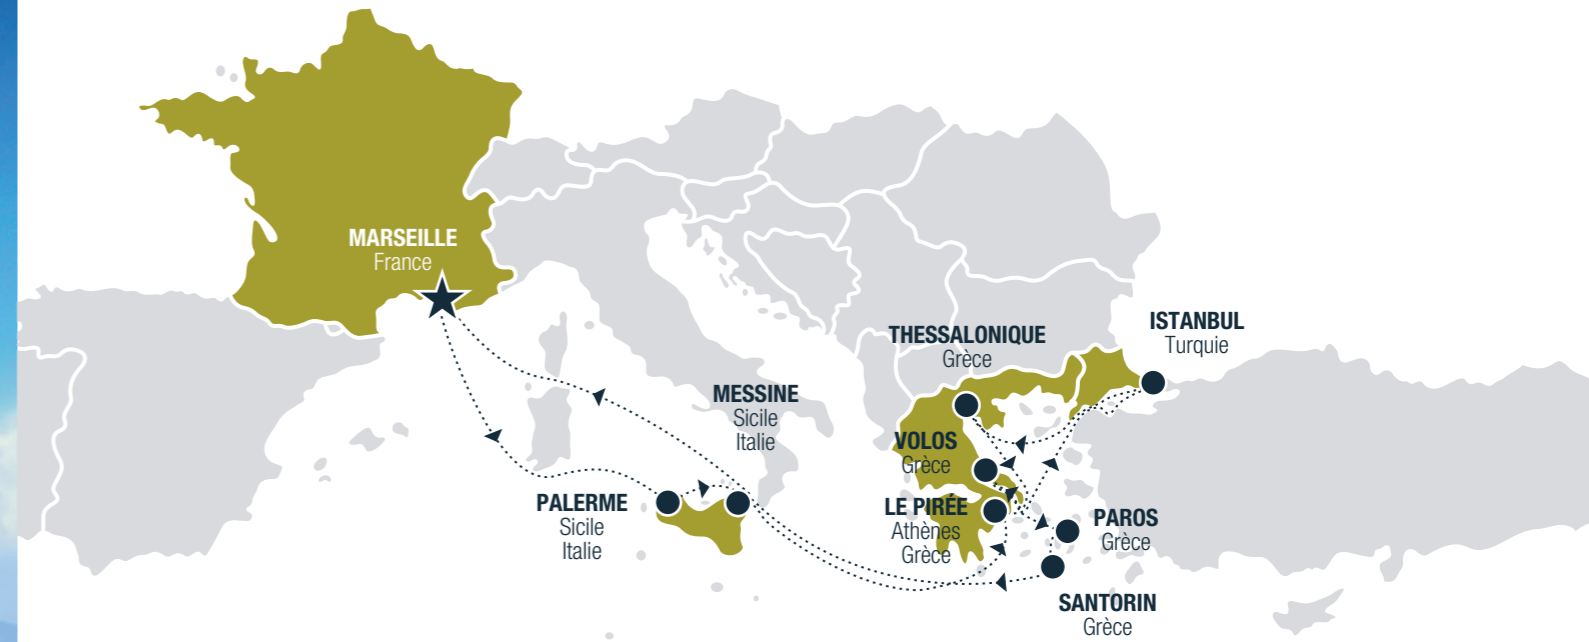 MARSEILLE
France
THESSALONIQUE
Grèce
ISTANBUL
Turquie
MESSINE
Sicile
Italie
VOLOS
Grèce
PALERME
Sicile
Italie
LE PIRÉE
Athènes
Grèce
PAROS
Grèce
SANTORIN
Grèce